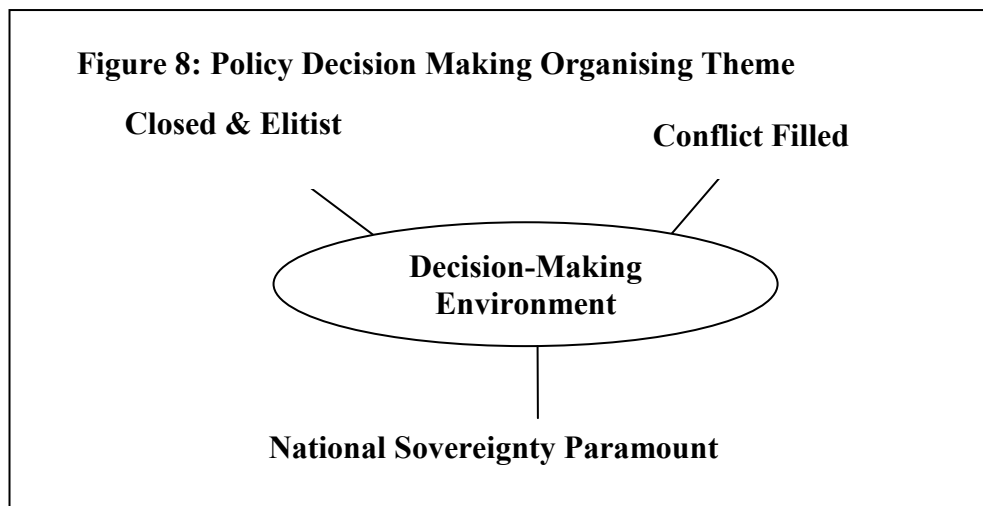 Figure 8: Policy Decision Making Organising Theme
Closed & Elitist
Conflict Filled
Decision-Making
Environment
National Sovereignty Paramount